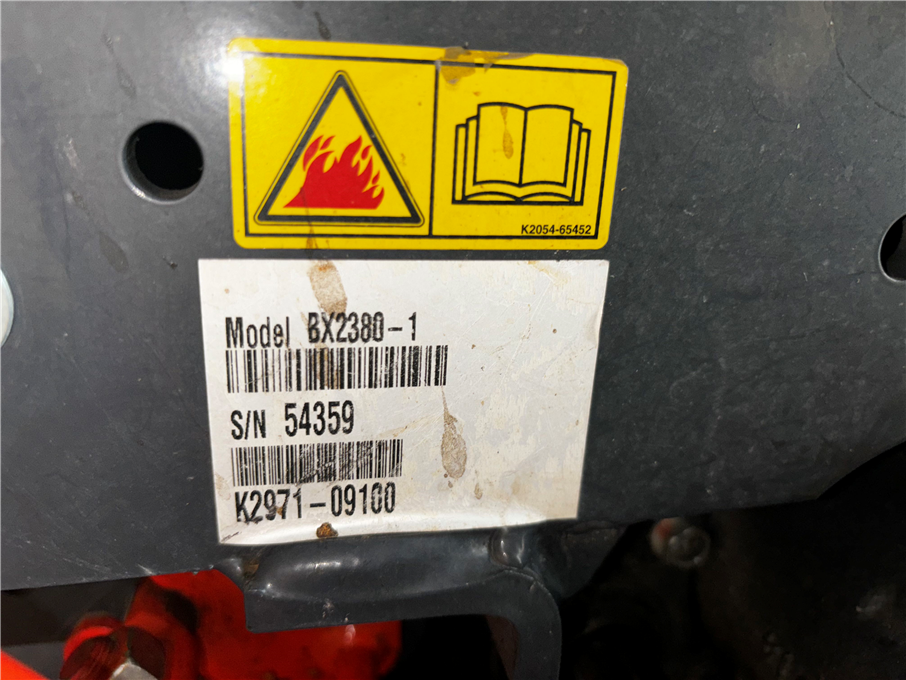 K2054-65452
Model BX2380-1
S/N 54359
K2971-09100